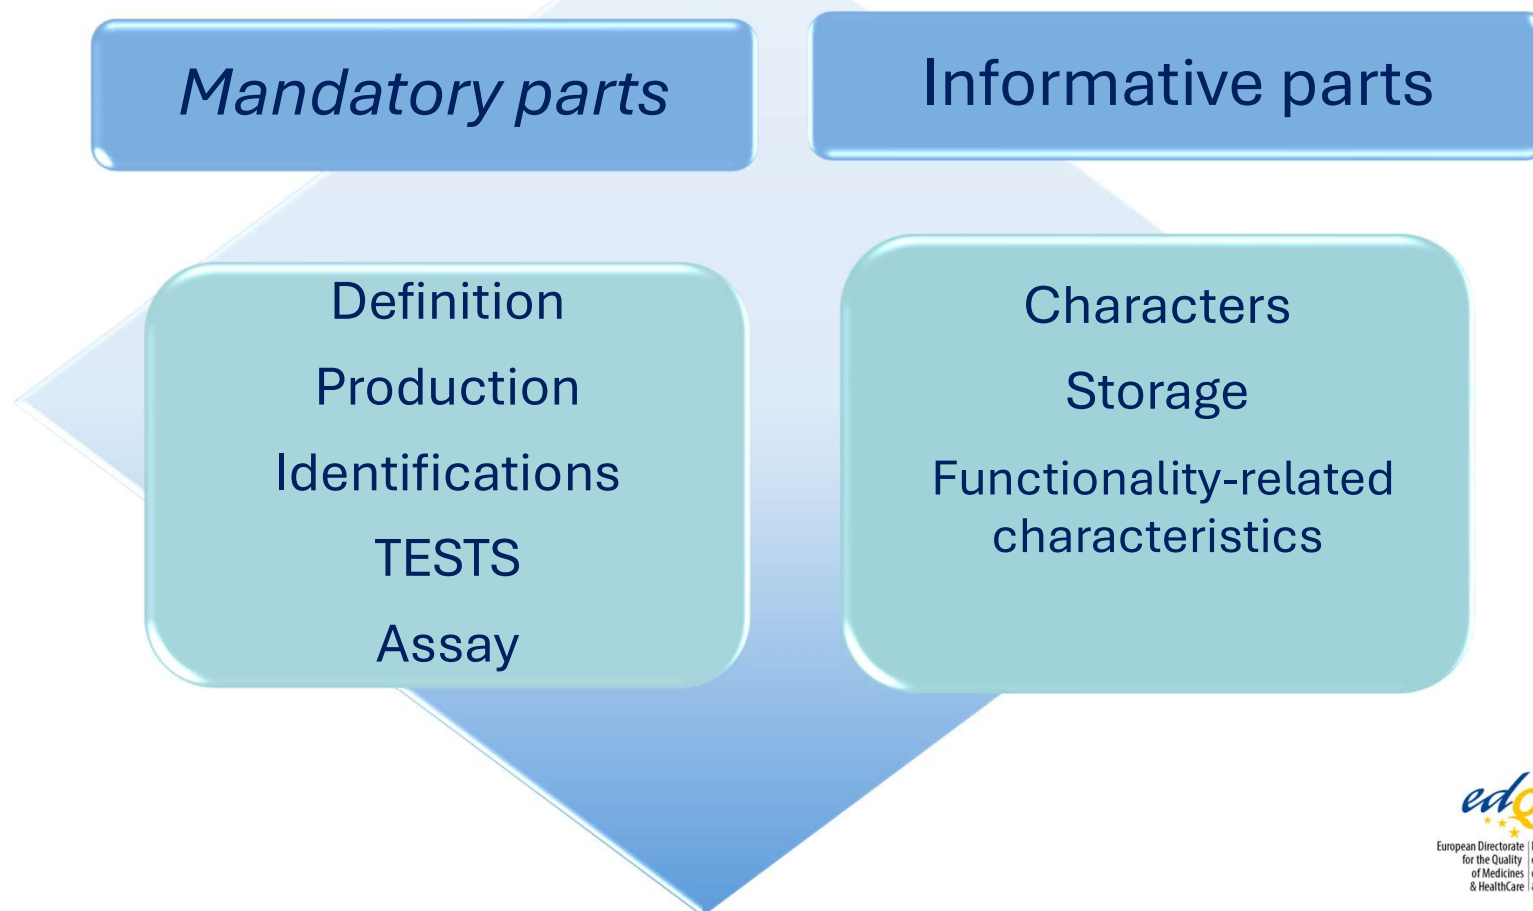 Mandatory parts
Informative parts
Definition
Production
Identifications
TESTS
Assay
Characters
Storage
Functionality-related
characteristics
European Directorate
for the Quality
of Medicines
& HealthCare